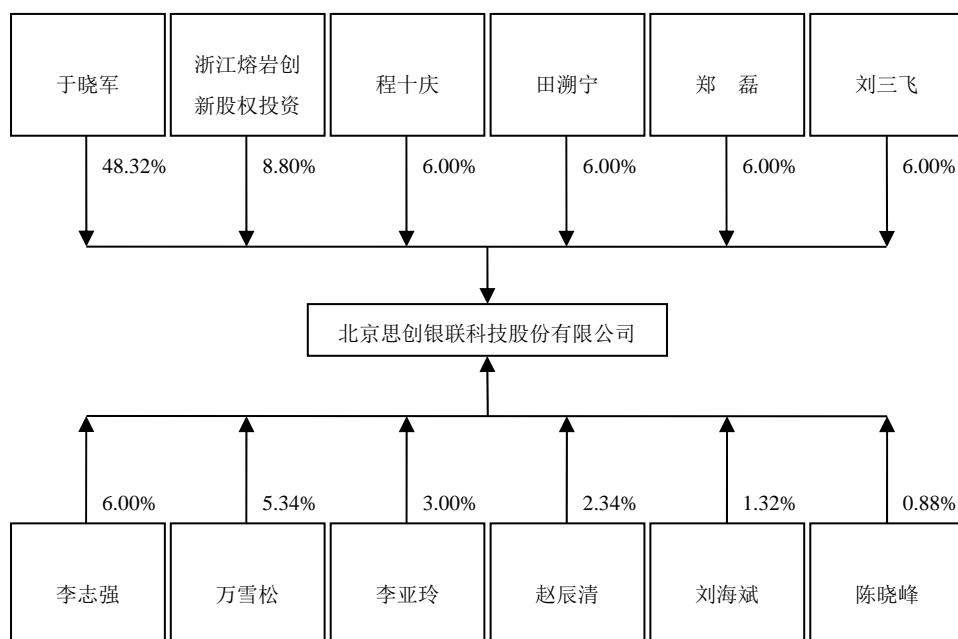 于晓军
浙江熔岩创
新股权投资
程十庆
田溯宁
郑 磊
刘三飞
48.32%
8.80%
6.00%
6.00%
6.00%
6.00%
北京思创银联科技股份有限公司
6.00%
5.34%
3.00%
2.34%
1.32%
0.88%
李志强
万雪松
李亚玲
赵辰清
刘海斌
陈晓峰